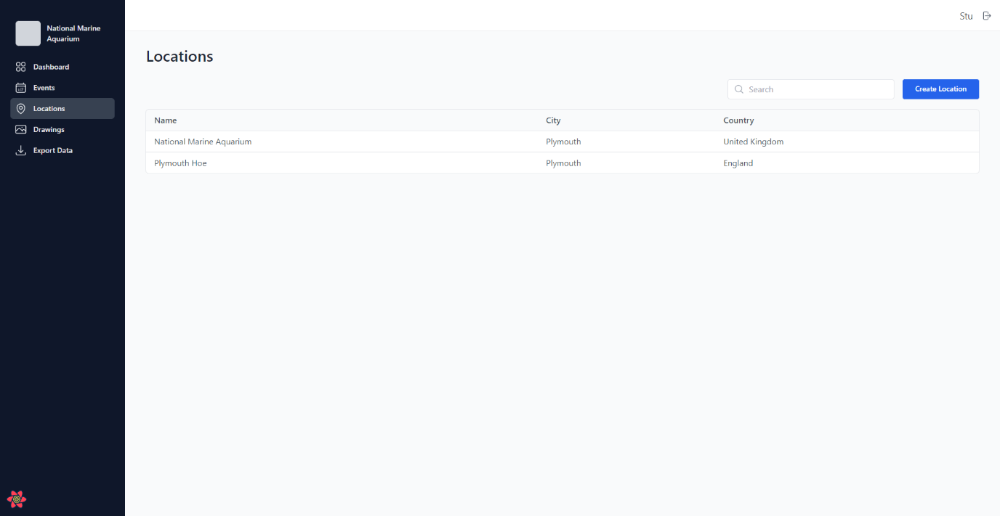 National Marine
Aquarium
Dashboard
Events
Locations
Drawings
Export Data
Stu
Locations
Search
Create Location
Name City Country
National Marine Aquarium Plymouth United Kingdom
Plymouth Hoe Plymouth England